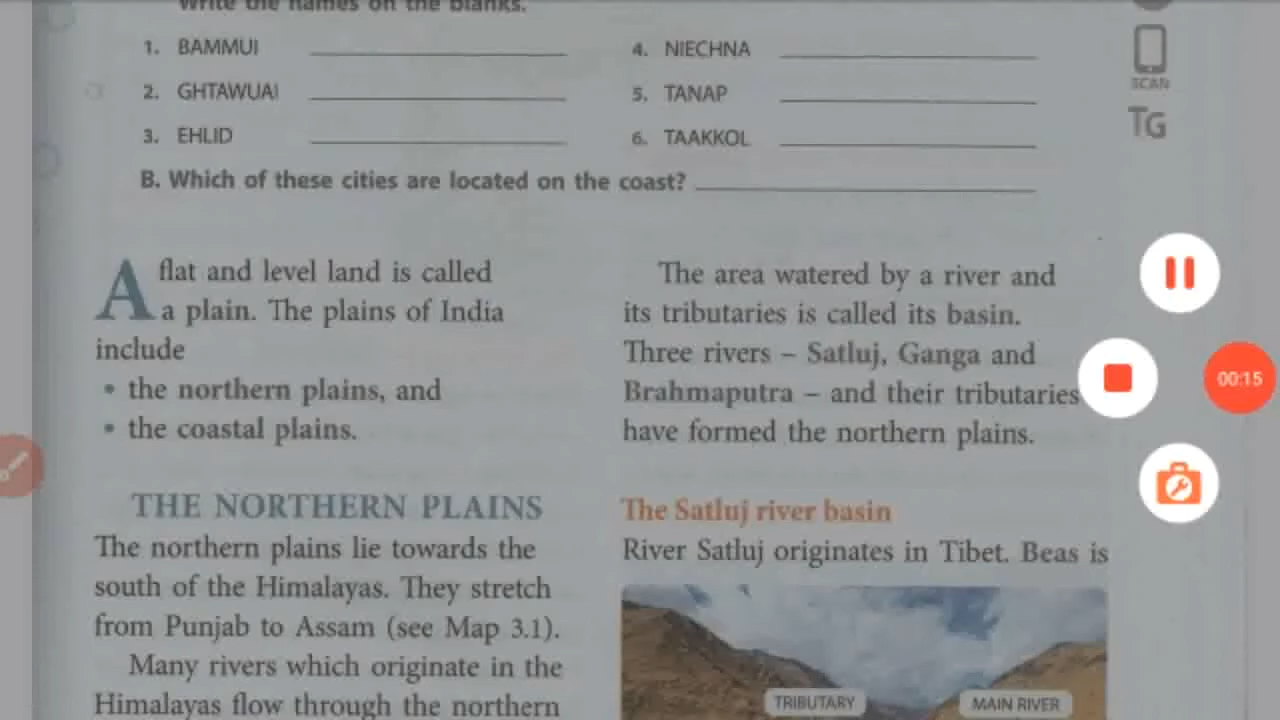 Write the names on the blanks.
1. BAMMUI
2. GHTAWUAI
3. EHLID
4. NIECHNA
5. TANAP
6. TAAKKOL
B. Which of these cities are located on the coast?
SCAN
TG
A flat and level land is called
a plain. The plains of India
include
• the northern plains, and
• the coastal plains.
THE NORTHERN PLAINS
The northern plains lie towards the
south of the Himalayas. They stretch
from Punjab to Assam (see Map 3.1).
Many rivers which originate in the
Himalayas flow through the northern
The area watered by a river and
its tributaries is called its basin.
Three rivers – Satluj, Ganga and
Brahmaputra – and their tributaries
have formed the northern plains.
The Satluj river basin
River Satluj originates in Tibet. Beas is
TRIBUTARY
MAIN RIVER
00:15